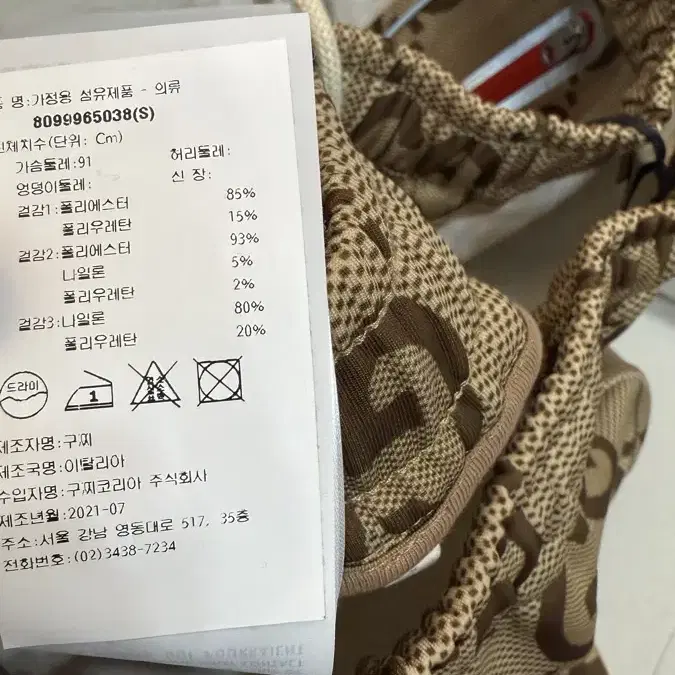 명:가정용 섬유제품 - 의류
8099965038(S)
신체치수(단위: Cm)
가슴둘레:91 허리둘레:
엉덩이둘레: 신 장:
겉감1:폴리에스터 85%
폴리우레탄 15%
겉감2:폴리에스터 93%
나일론 5%
폴리우레탄 2%
겉감3:나일론 80%
폴리우레탄 20%
드라이
1
제조자명:구찌
제조국명:이탈리아
수입자명:구찌코리아 주식회사
제조년월:2021-07
주소:서울 강남 영동대로 517, 35층
전화번호:(02)3438-7234